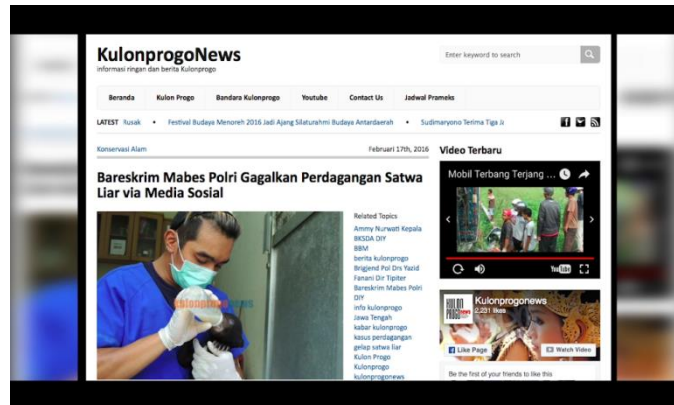 KulonprogoNews
informasi ringan dan berita Kulonprogo
Enter keyword to search
Beranda Kulon Progo Bandara Kulonprogo Youtube Contact Us Jadwal Prameks
LATEST Rusak • Festival Budaya Menoreh 2016 Jadi Ajang Silaturahmi Budaya Antardaerah • Sudimaryono Terima Tiga Ja
Konservasi Alam
Februari 17th, 2016
Bareskrim Mabes Polri Gagalkan Perdagangan Satwa
Liar via Media Sosial
kulonprogonews
Related Topics
Ammy Nurwati Kepala
BKSDA DIY
BBM
berita kulonprogo
Brigjend Pol Drs Yazid
Fanani Dir Tipiter
Bareskrim Mabes Polri
DIY
info kulonprogo
Jawa Tengah
kabar kulonprogo
kasus perdagangan
gelap satwa liar
Kulon Progo
Kulonprogo
kulonprogonews
Video Terbaru
Mobil Terbang Terjang ...
YouTube
KULON
PROGO
Kulonprogonews
2,231 likes
Like Page
Watch Video
Be the first of your friends to like this